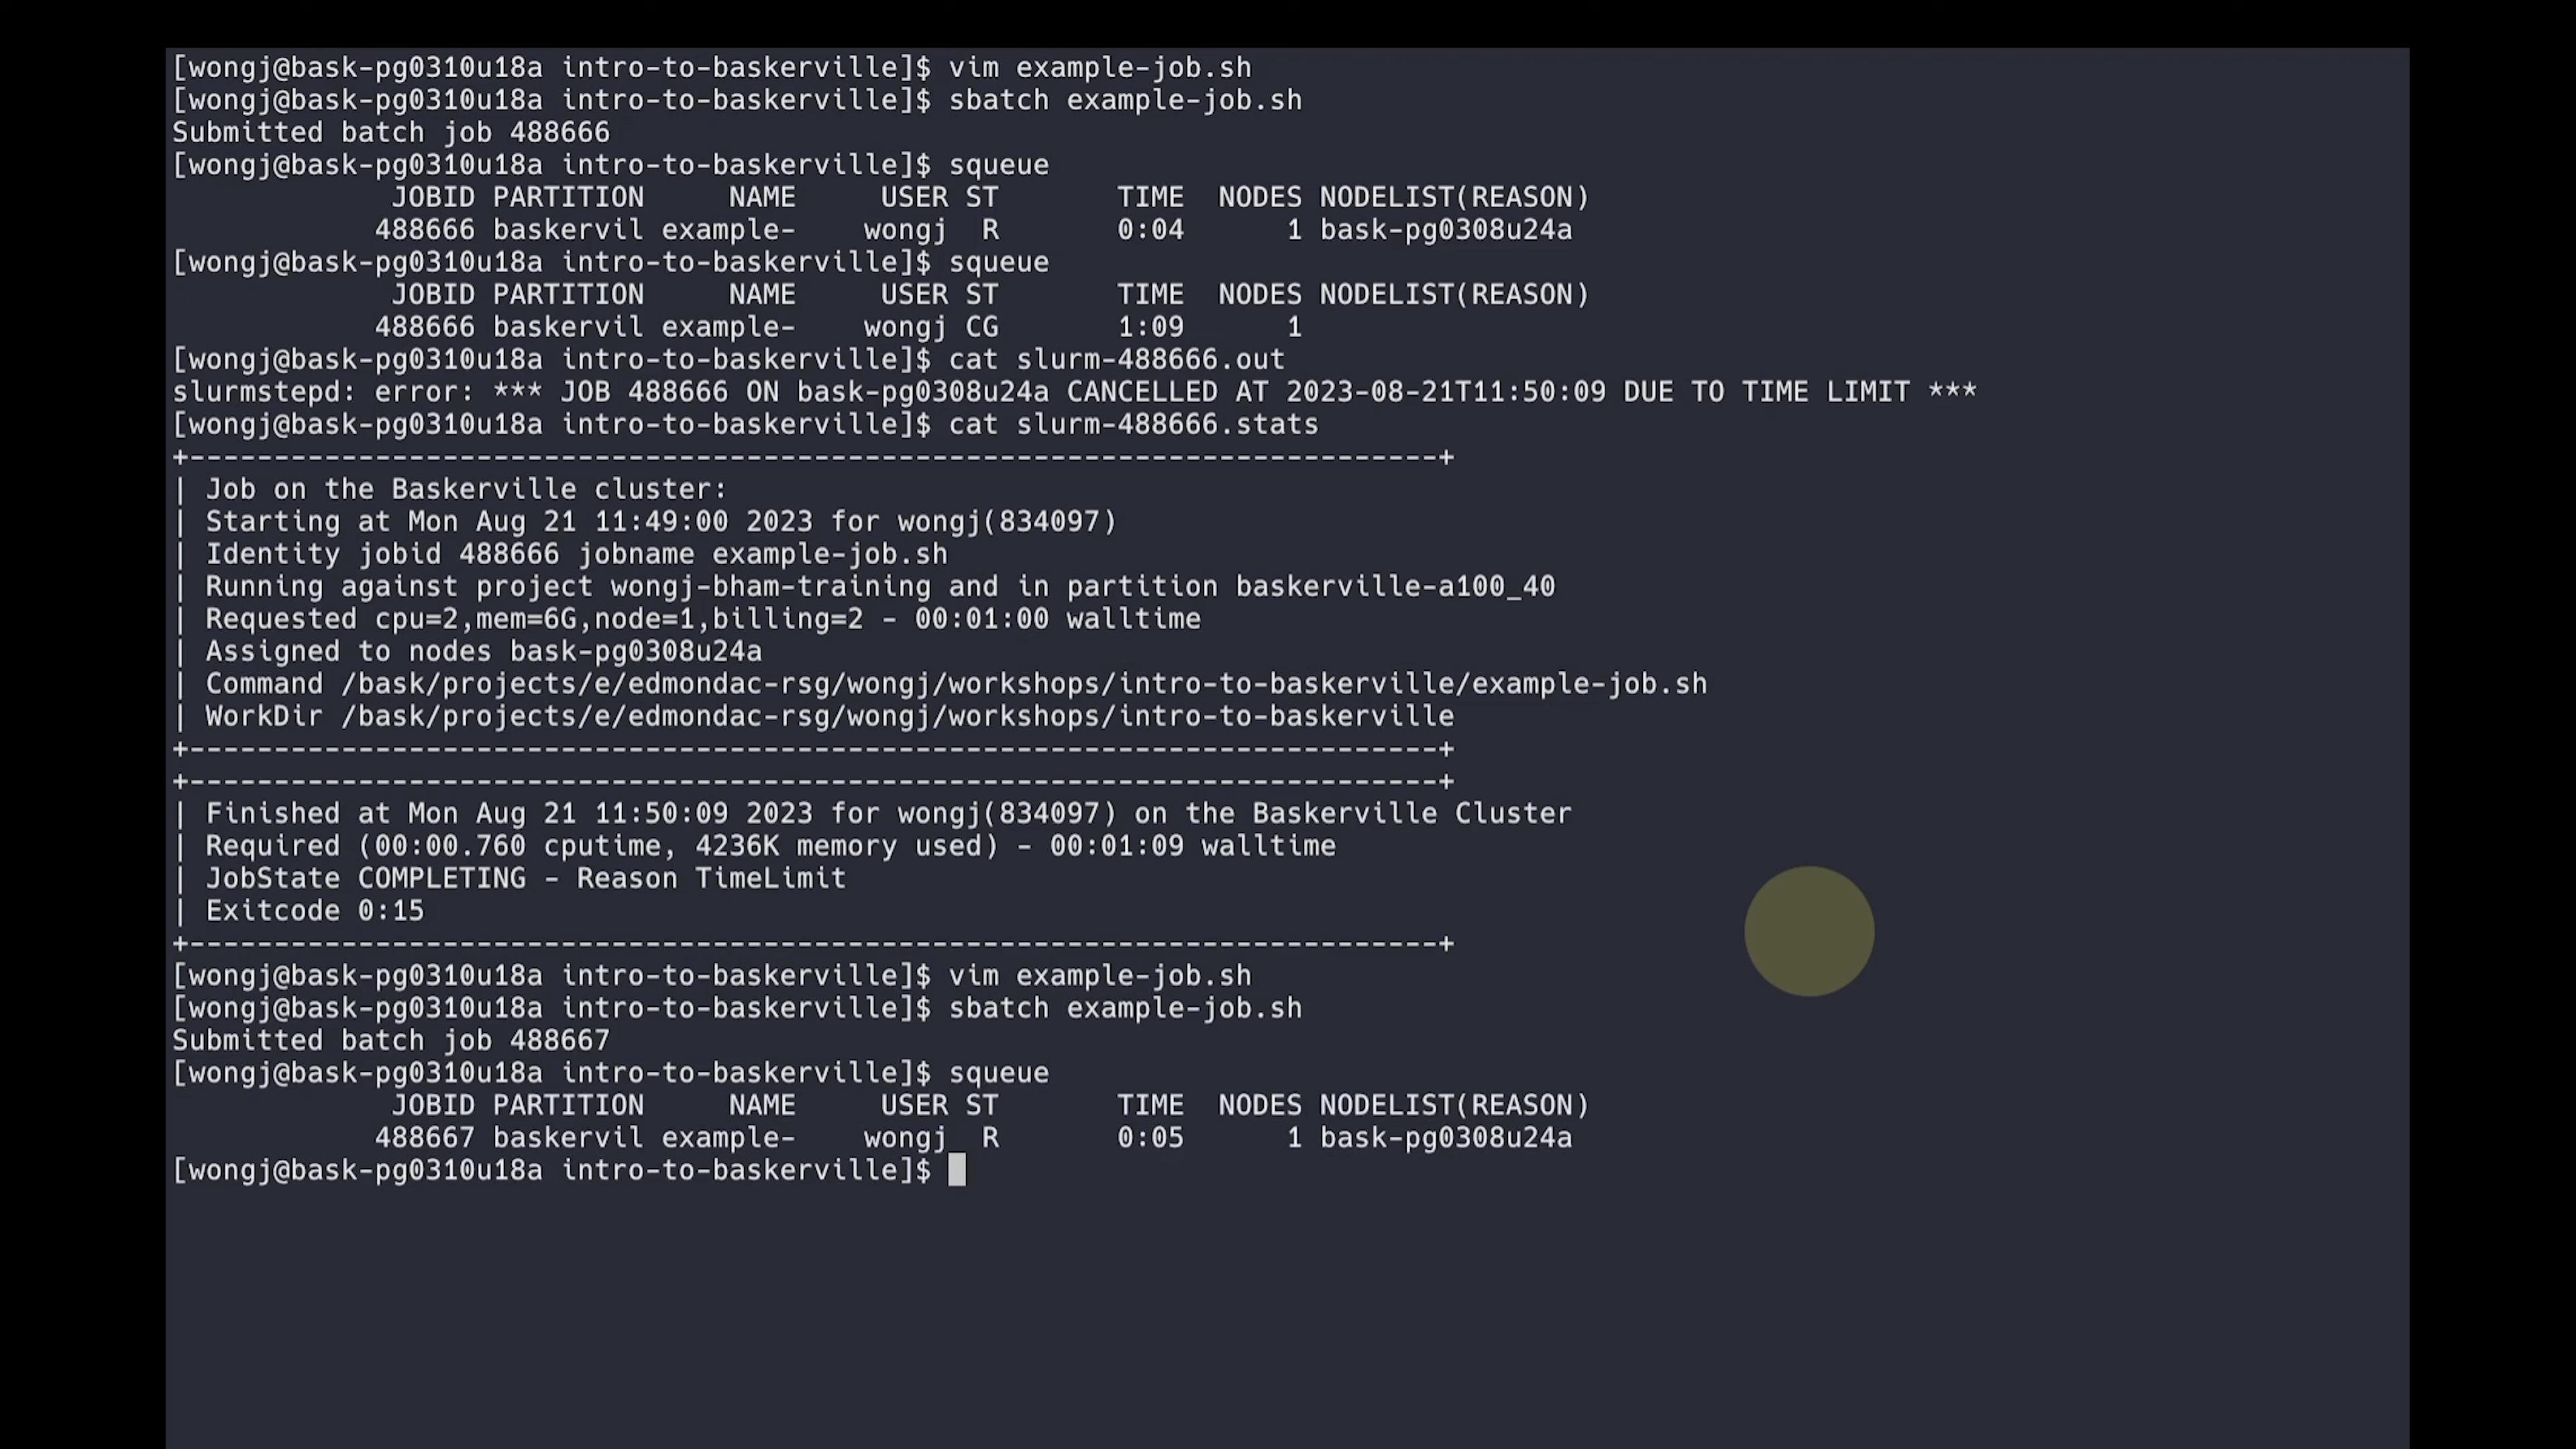 [wongj@bask-pg0310u18a intro-to-baskerville]$ vim example-job.sh
[wongj@bask-pg0310u18a intro-to-baskerville]$ sbatch example-job.sh
Submitted batch job 488666
[wongj@bask-pg0310u18a intro-to-baskerville]$ squeue
JOBID PARTITION NAME USER ST TIME NODES NODELIST(REASON)
488666 baskervil example- wongj R 0:04 1 bask-pg0308u24a
[wongj@bask-pg0310u18a intro-to-baskerville]$ squeue
JOBID PARTITION NAME USER ST TIME NODES NODELIST(REASON)
488666 baskervil example- wongj CG 1:09 1
[wongj@bask-pg0310u18a intro-to-baskerville]$ cat slurm-488666.out
slurmstepd: error: *** JOB 488666 ON bask-pg0308u24a CANCELLED AT 2023-08-21T11:50:09 DUE TO TIME LIMIT ***
[wongj@bask-pg0310u18a intro-to-baskerville]$ cat slurm-488666.stats
+--------------------------------------------------------------------------+
| Job on the Baskerville cluster:
| Starting at Mon Aug 21 11:49:00 2023 for wongj(834097)
| Identity jobid 488666 jobname example-job.sh
| Running against project wongj-bham-training and in partition baskerville-a100_40
| Requested cpu=2,mem=6G,node=1,billing=2 - 00:01:00 walltime
| Assigned to nodes bask-pg0308u24a
| Command /bask/projects/e/edmondac-rsg/wongj/workshops/intro-to-baskerville/example-job.sh
| WorkDir /bask/projects/e/edmondac-rsg/wongj/workshops/intro-to-baskerville
+--------------------------------------------------------------------------+
+--------------------------------------------------------------------------+
| Finished at Mon Aug 21 11:50:09 2023 for wongj(834097) on the Baskerville Cluster
| Required (00:00.760 cputime, 4236K memory used) - 00:01:09 walltime
| JobState COMPLETING - Reason TimeLimit
| Exitcode 0:15
+--------------------------------------------------------------------------+
[wongj@bask-pg0310u18a intro-to-baskerville]$ vim example-job.sh
[wongj@bask-pg0310u18a intro-to-baskerville]$ sbatch example-job.sh
Submitted batch job 488667
[wongj@bask-pg0310u18a intro-to-baskerville]$ squeue
JOBID PARTITION NAME USER ST TIME NODES NODELIST(REASON)
488667 baskervil example- wongj R 0:05 1 bask-pg0308u24a
[wongj@bask-pg0310u18a intro-to-baskerville]$